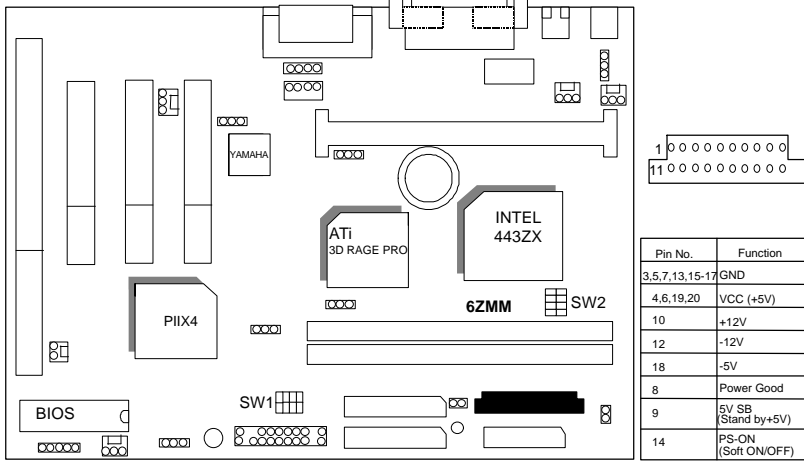 YAMAHA
ATi
3D RAGE PRO
INTEL
443ZX
PIIX4
6ZMM
SW2
SW1
BIOS
1
11
Pin No. Function
3,5,7,13,15-17 GND
4,6,19,20 VCC (+5V)
10 +12V
12 -12V
18 -5V
8 Power Good
9 5V SB
(Stand by+5V)
14 PS-ON
(Soft ON/OFF)